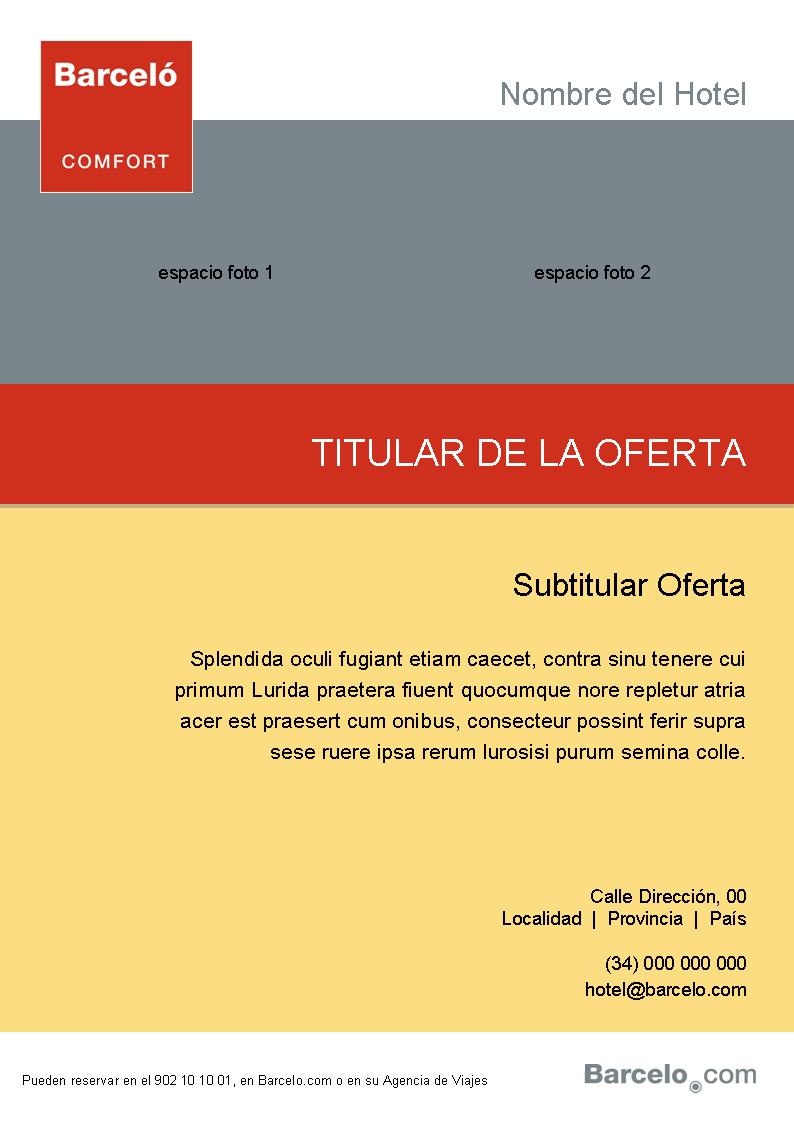 Barceló
COMFORT
Nombre del Hotel
espacio foto 1
espacio foto 2
TITULAR DE LA OFERTA
Subtitular Oferta
Splendida oculi fugiant etiam caecet, contra sinu tenere cui
primum Lurida praetera fiuent quocumque nore repletur atria
acer est praesert cum onibus, consecteur possint ferir supra
sese ruere ipsa rerum lurosisi purum semina colle.
Calle Dirección, 00
Localidad | Provincia | País
(34) 000 000 000
hotel@barcelo.com
Pueden reservar en el 902 10 10 01, en Barcelo.com o en su Agencia de Viajes
Barcelo.com